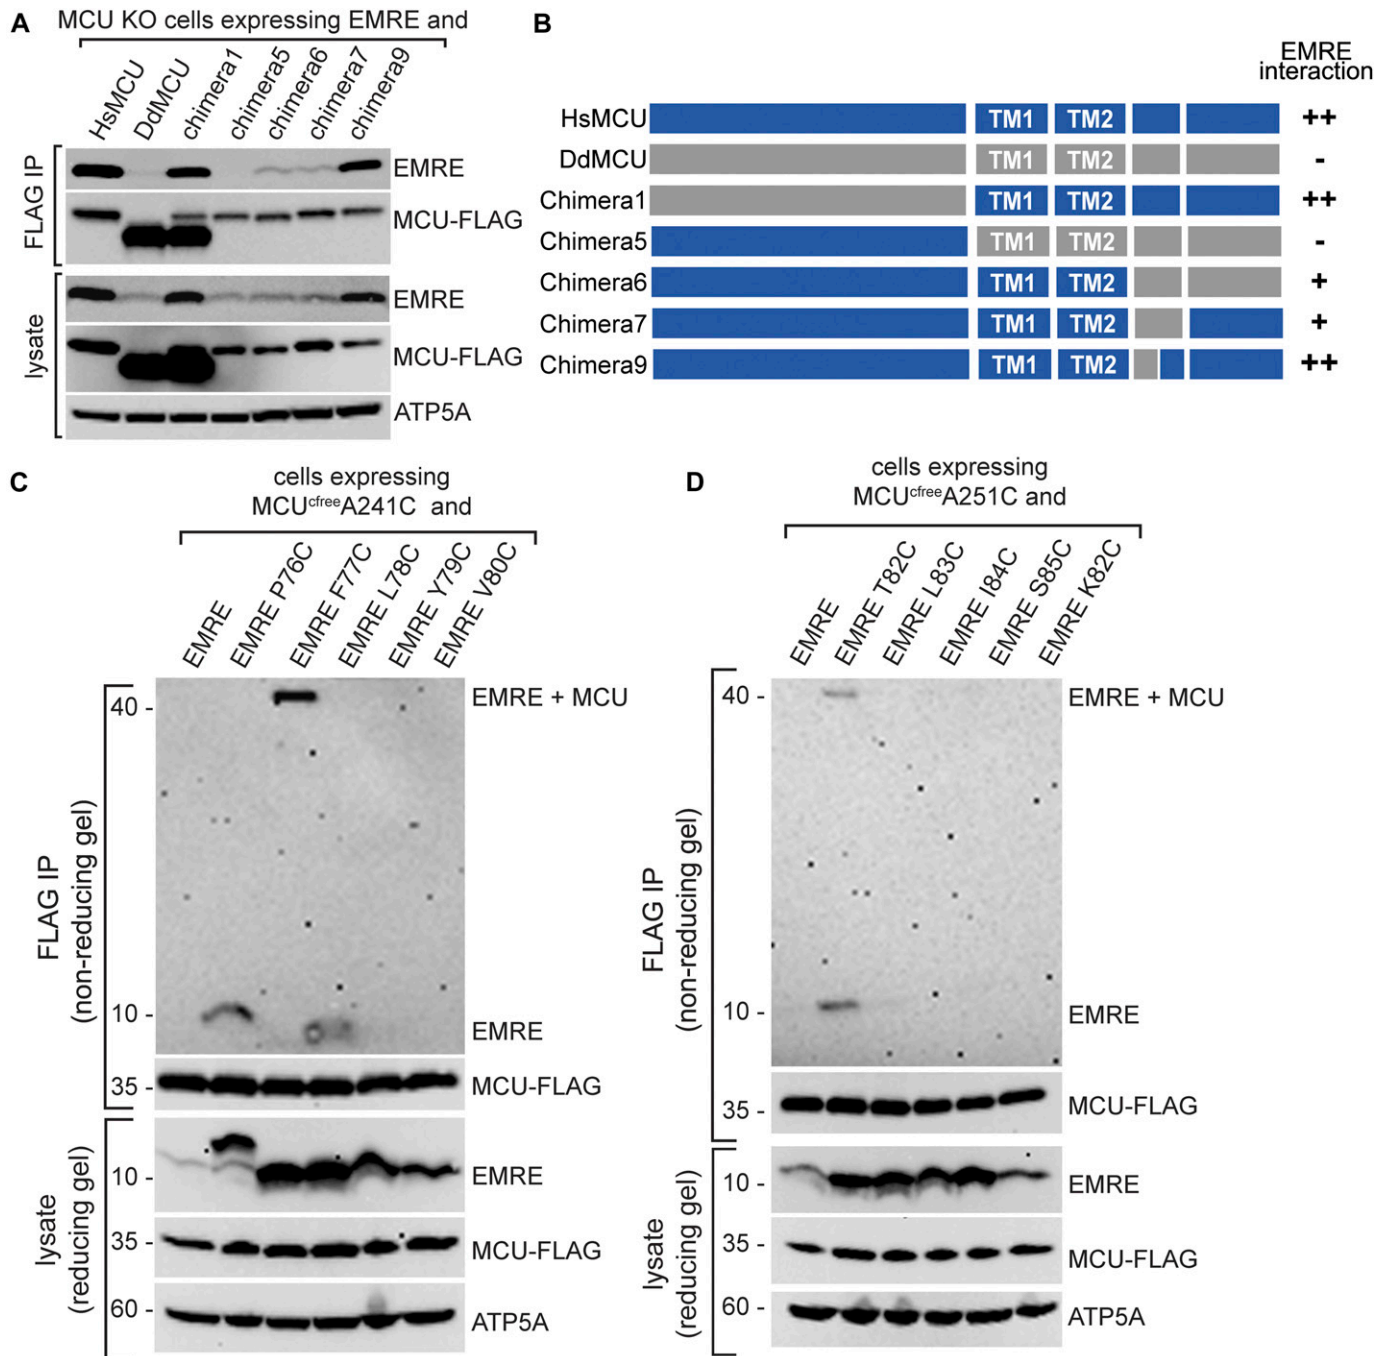 A
MCU KO cells expressing EMRE and
HsMCU
DdMCU
chimera1
chimera5
chimera6
chimera7
chimera9
FLAG IP
EMRE
MCU-FLAG
lysate
EMRE
MCU-FLAG
ATP5A
B
EMRE
interaction
HsMCU TM1 TM2 ++
DdMCU TM1 TM2 -
Chimera1 TM1 TM2 ++
Chimera5 TM1 TM2 -
Chimera6 TM1 TM2 +
Chimera7 TM1 TM2 +
Chimera9 TM1 TM2 ++
C
cells expressing
MCUcfreeA241C and
EMRE
EMRE P76C
EMRE F77C
EMRE L78C
EMRE Y79C
EMRE V80C
FLAG IP
(non-reducing gel)
40 -
EMRE + MCU
10 -
EMRE
35 -
MCU-FLAG
lysate
(reducing gel)
10 -
EMRE
35 -
MCU-FLAG
60 -
ATP5A
D
cells expressing
MCUcfreeA251C and
EMRE
EMRE T82C
EMRE L83C
EMRE I84C
EMRE S85C
EMRE K82C
FLAG IP
(non-reducing gel)
40 -
EMRE + MCU
10 -
EMRE
35 -
MCU-FLAG
lysate
(reducing gel)
10 -
EMRE
35 -
MCU-FLAG
60 -
ATP5A